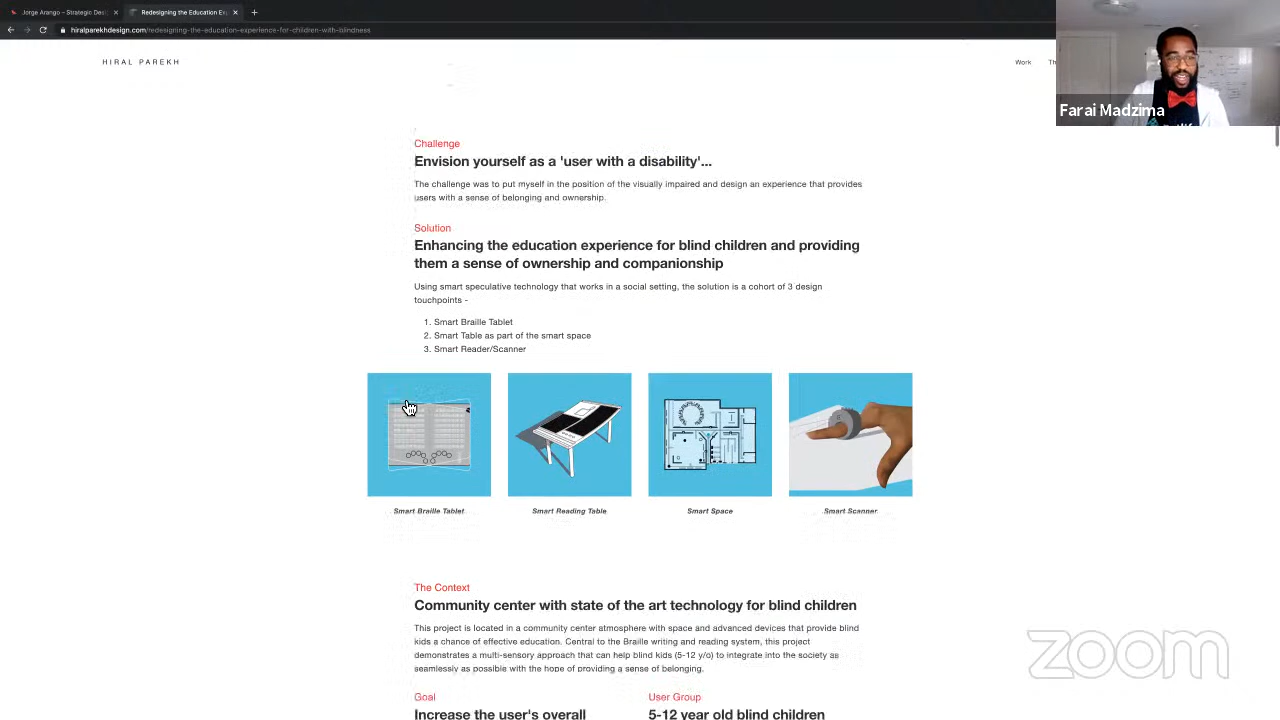 Jorge Arango – Strategic Des
Redesigning the Education Ex
hiralparekhdesign.com/redesigning-the-education-experience-for-children-with-blindness
HIRAL PAREKH
Work
Th
Farai Madzima
Challenge
Envision yourself as a 'user with a disability'...
The challenge was to put myself in the position of the visually impaired and design an experience that provides
users with a sense of belonging and ownership.
Solution
Enhancing the education experience for blind children and providing
them a sense of ownership and companionship
Using smart speculative technology that works in a social setting, the solution is a cohort of 3 design
touchpoints -
1. Smart Braille Tablet
2. Smart Table as part of the smart space
3. Smart Reader/Scanner
Smart Braille Tablet
Smart Reading Table
Smart Space
Smart Scanner
The Context
Community center with state of the art technology for blind children
This project is located in a community center atmosphere with space and advanced devices that provide blind
kids a chance of effective education. Central to the Braille writing and reading system, this project
demonstrates a multi-sensory approach that can help blind kids (5-12 y/o) to integrate into the society as
seamlessly as possible with the hope of providing a sense of belonging.
Goal
Increase the user's overall
User Group
5-12 year old blind children
zoom